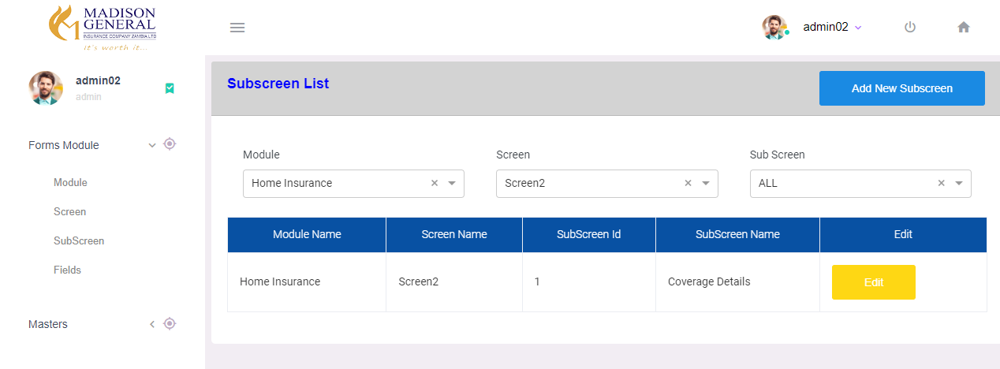 MADISON
GENERAL
INSURANCE COMPANY ZAMBIA LTD
It's worth it...
admin02
admin02
admin
Forms Module
Module
Screen
SubScreen
Fields
Masters
Subscreen List
Add New Subscreen
Module Screen Sub Screen
Home Insurance × Screen2 × ALL ×
Module Name Screen Name SubScreen Id SubScreen Name Edit
Home Insurance Screen2 1 Coverage Details Edit